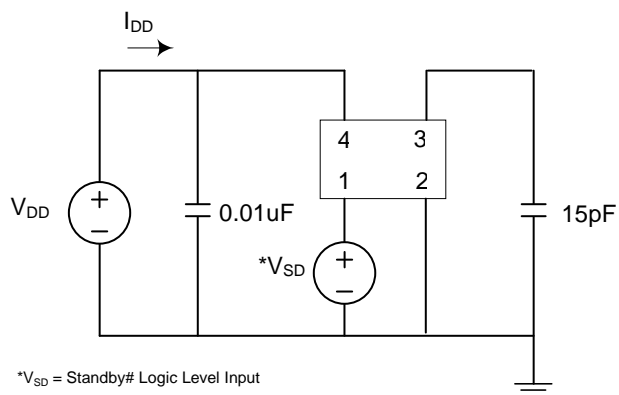 IDD
4 3
1 2
VDD
0.01uF
15pF
*VSD
*VSD = Standby# Logic Level Input